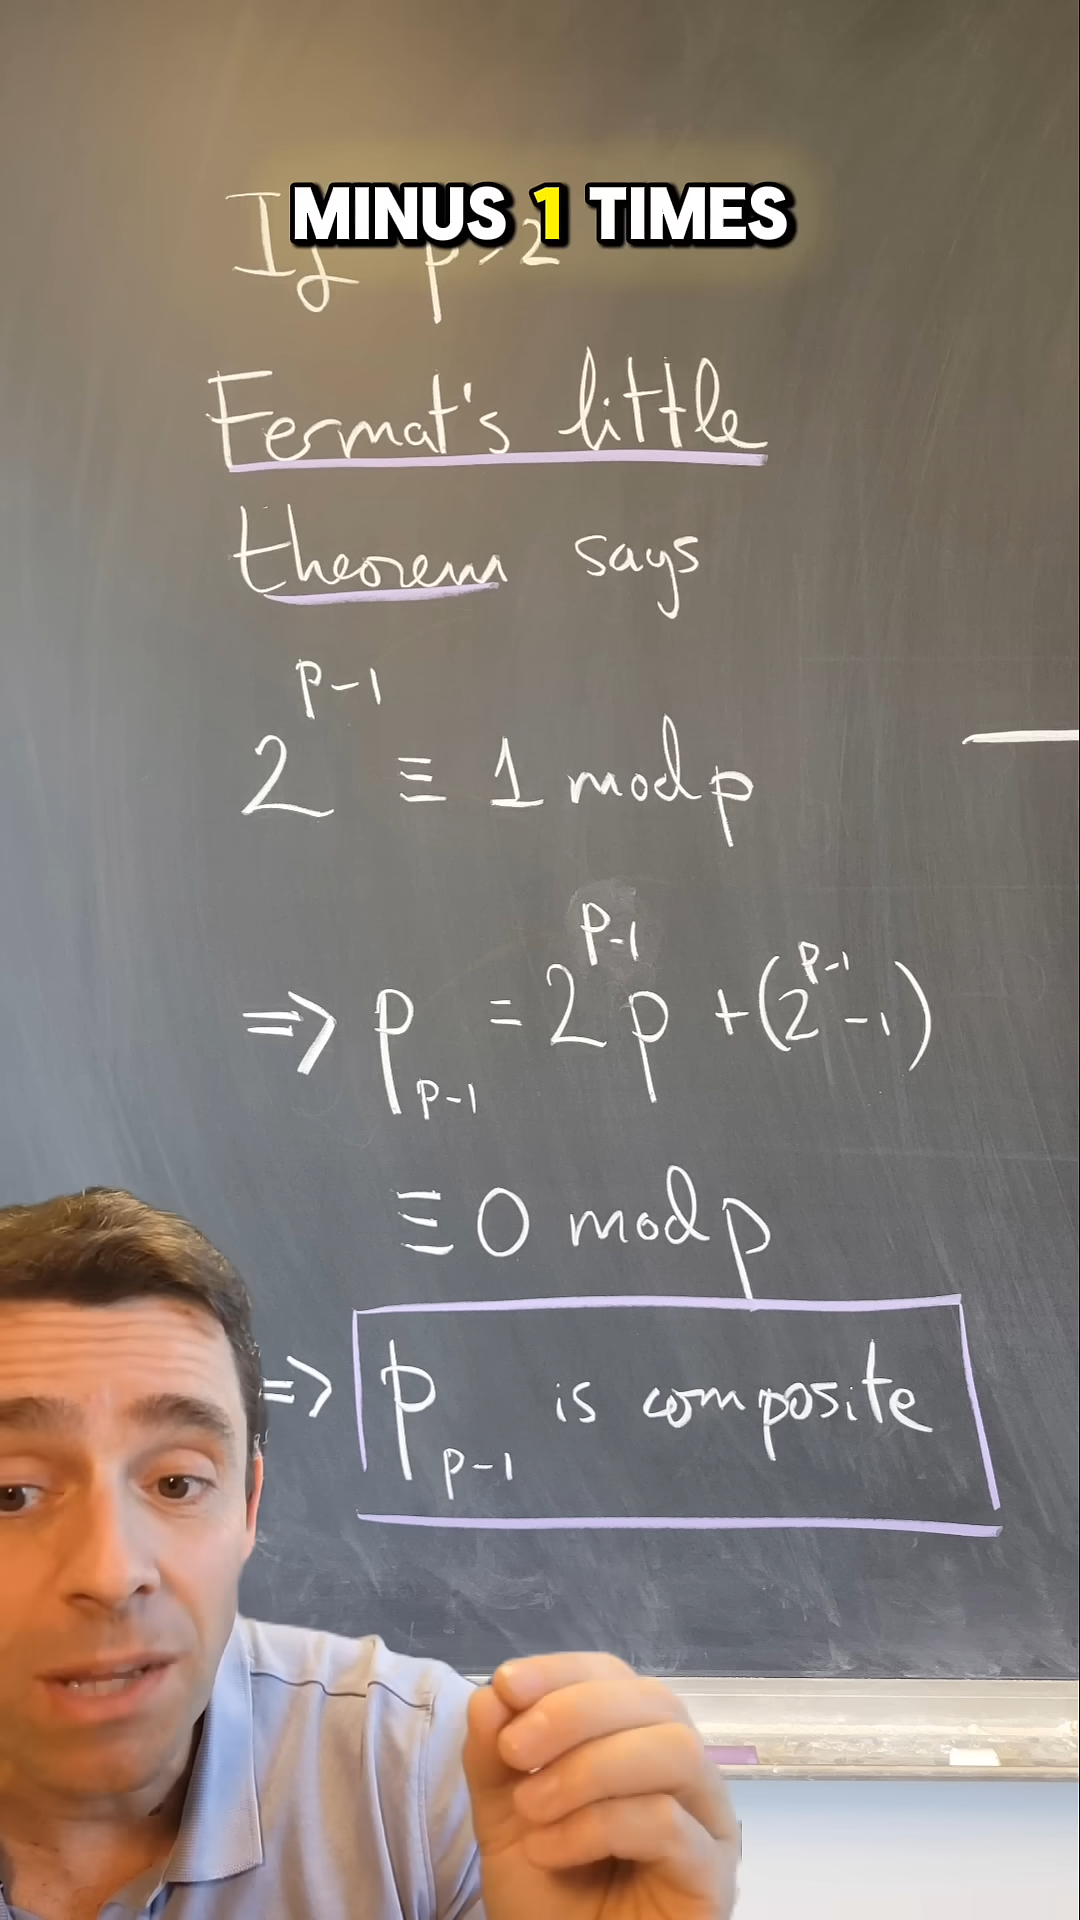 MINUS 1 TIMES
If p>2
Fermat's little
theorem says
2^{p-1} ≡ 1 mod p
=> p_{p-1} = 2^{p-1} p + (2^{p-1} - 1)
≡ 0 mod p
=> p_{p-1} is composite